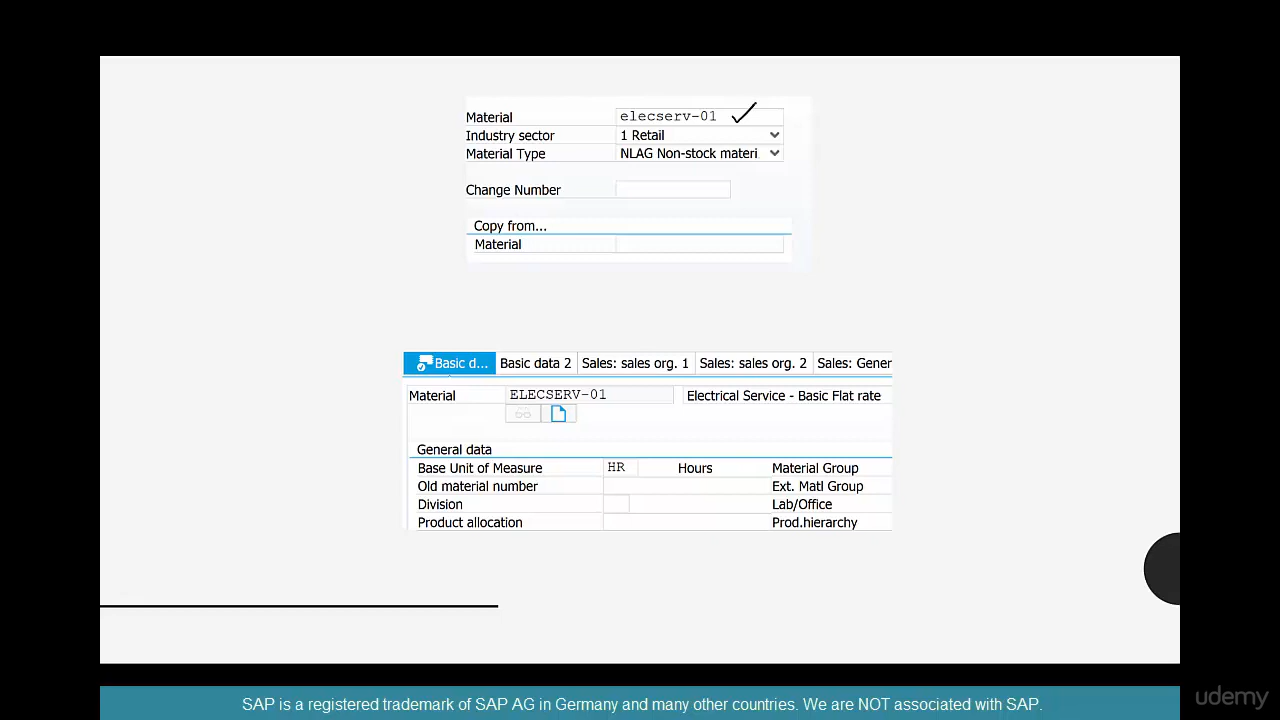 Material elecserv-01
Industry sector 1 Retail
Material Type NLAG Non-stock materi
Change Number
Copy from...
Material
Basic d... Basic data 2 Sales: sales org. 1 Sales: sales org. 2 Sales: Gener
Material ELECSERV-01 Electrical Service - Basic Flat rate
General data
Base Unit of Measure HR Hours Material Group
Old material number Ext. Matl Group
Division Lab/Office
Product allocation Prod.hierarchy
SAP is a registered trademark of SAP AG in Germany and many other countries. We are NOT associated with SAP.
udemy